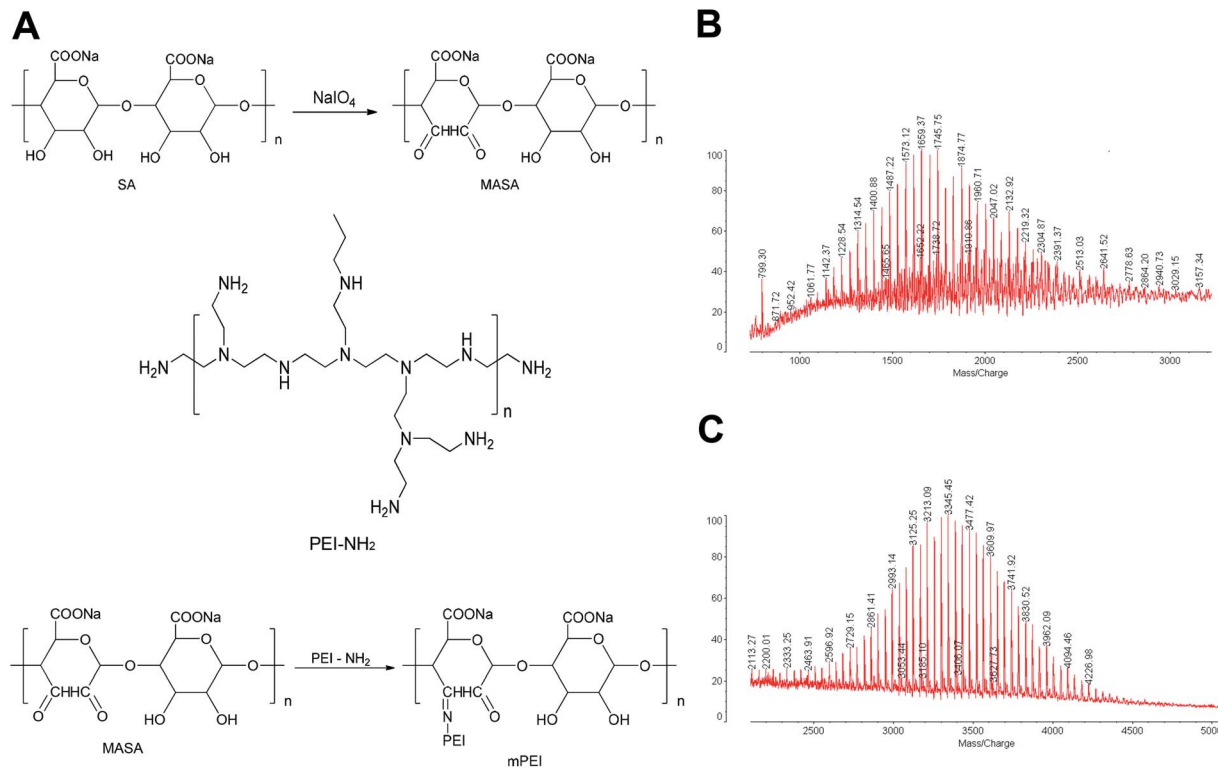 A
COONa
COONa
O
O
O
O
n
HO
OH
HO
OH
SA
NaIO4
COONa
COONa
O
O
O
O
n
CHHC
O
O
HO
OH
MASA
NH2
NH
H2N
N
N
H
N
N
H
N
NH2
n
N
NH2
H2N
PEI-NH2
COONa
COONa
O
O
O
O
n
CHHC
O
O
HO
OH
MASA
PEI - NH2
COONa
COONa
O
O
O
O
n
CHHC
N
O
PEI
HO
OH
mPEI
B
100
80
60
40
20
0
799.30
871.72
952.42
1061.77
1142.37
1228.54
1314.54
1400.88
1487.22
1573.12
1659.37
1652.22
1745.75
1738.72
1874.77
1910.86
1960.71
2047.02
2132.92
2219.32
2304.87
2391.37
2513.03
2641.52
2778.63
2864.20
2940.73
3029.15
3157.34
1000 1500 2000 2500 3000
Mass/Charge
C
100
80
60
40
20
0
2113.27
2200.01
2333.25
2463.91
2596.92
2729.15
2861.41
2993.14
3053.44
3125.25
3185.10
3213.09
3345.45
3406.07
3477.42
3609.97
3627.73
3741.92
3830.52
3962.09
4094.46
4226.98
2500 3000 3500 4000 4500 5000
Mass/Charge